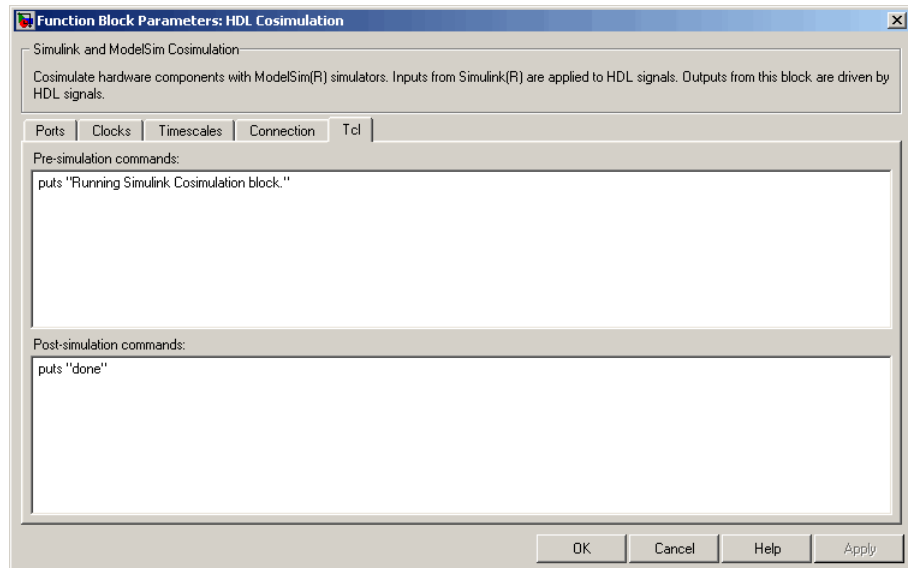 Function Block Parameters: HDL Cosimulation
Simulink and ModelSim Cosimulation
Cosimulate hardware components with ModelSim(R) simulators. Inputs from Simulink(R) are applied to HDL signals. Outputs from this block are driven by
HDL signals.
Ports Clocks Timescales Connection Tcl
Pre-simulation commands:
puts "Running Simulink Cosimulation block."
Post-simulation commands:
puts "done"
OK Cancel Help Apply